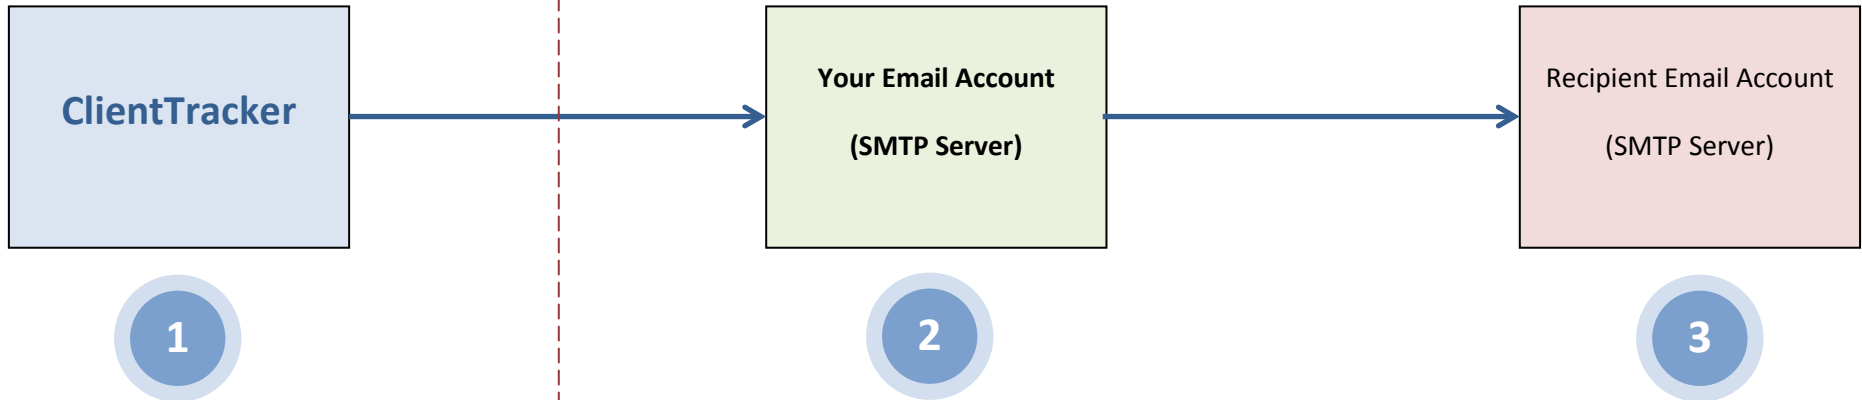 ClientTracker
Your Email Account
(SMTP Server)
Recipient Email Account
(SMTP Server)
1
2
3